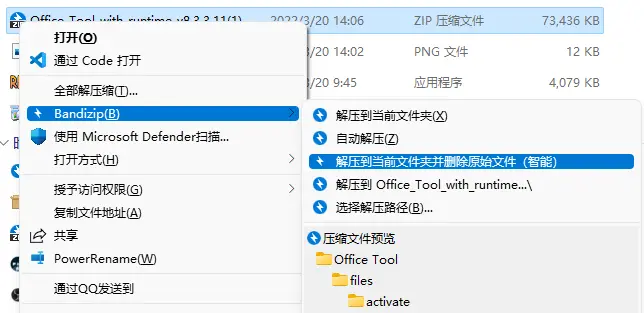 Office_Tool_with_runtime_v8.3.3.11(1) 2022/3/20 14:06 ZIP 压缩文件 73,436 KB
打开(O)
3/20 14:02 PNG 文件 12 KB
通过 Code 打开
/20 9:45 应用程序 4,079 KB
全部解压缩(T)...
Bandizip(B)
使用 Microsoft Defender扫描...
打开方式(H)
授予访问权限(G)
复制文件地址(A)
共享
PowerRename(W)
通过QQ发送到
解压到当前文件夹(X)
自动解压(Z)
解压到当前文件夹并删除原始文件（智能）
解压到 Office_Tool_with_runtime...\
选择解压路径(B)...
压缩文件预览
Office Tool
files
activate